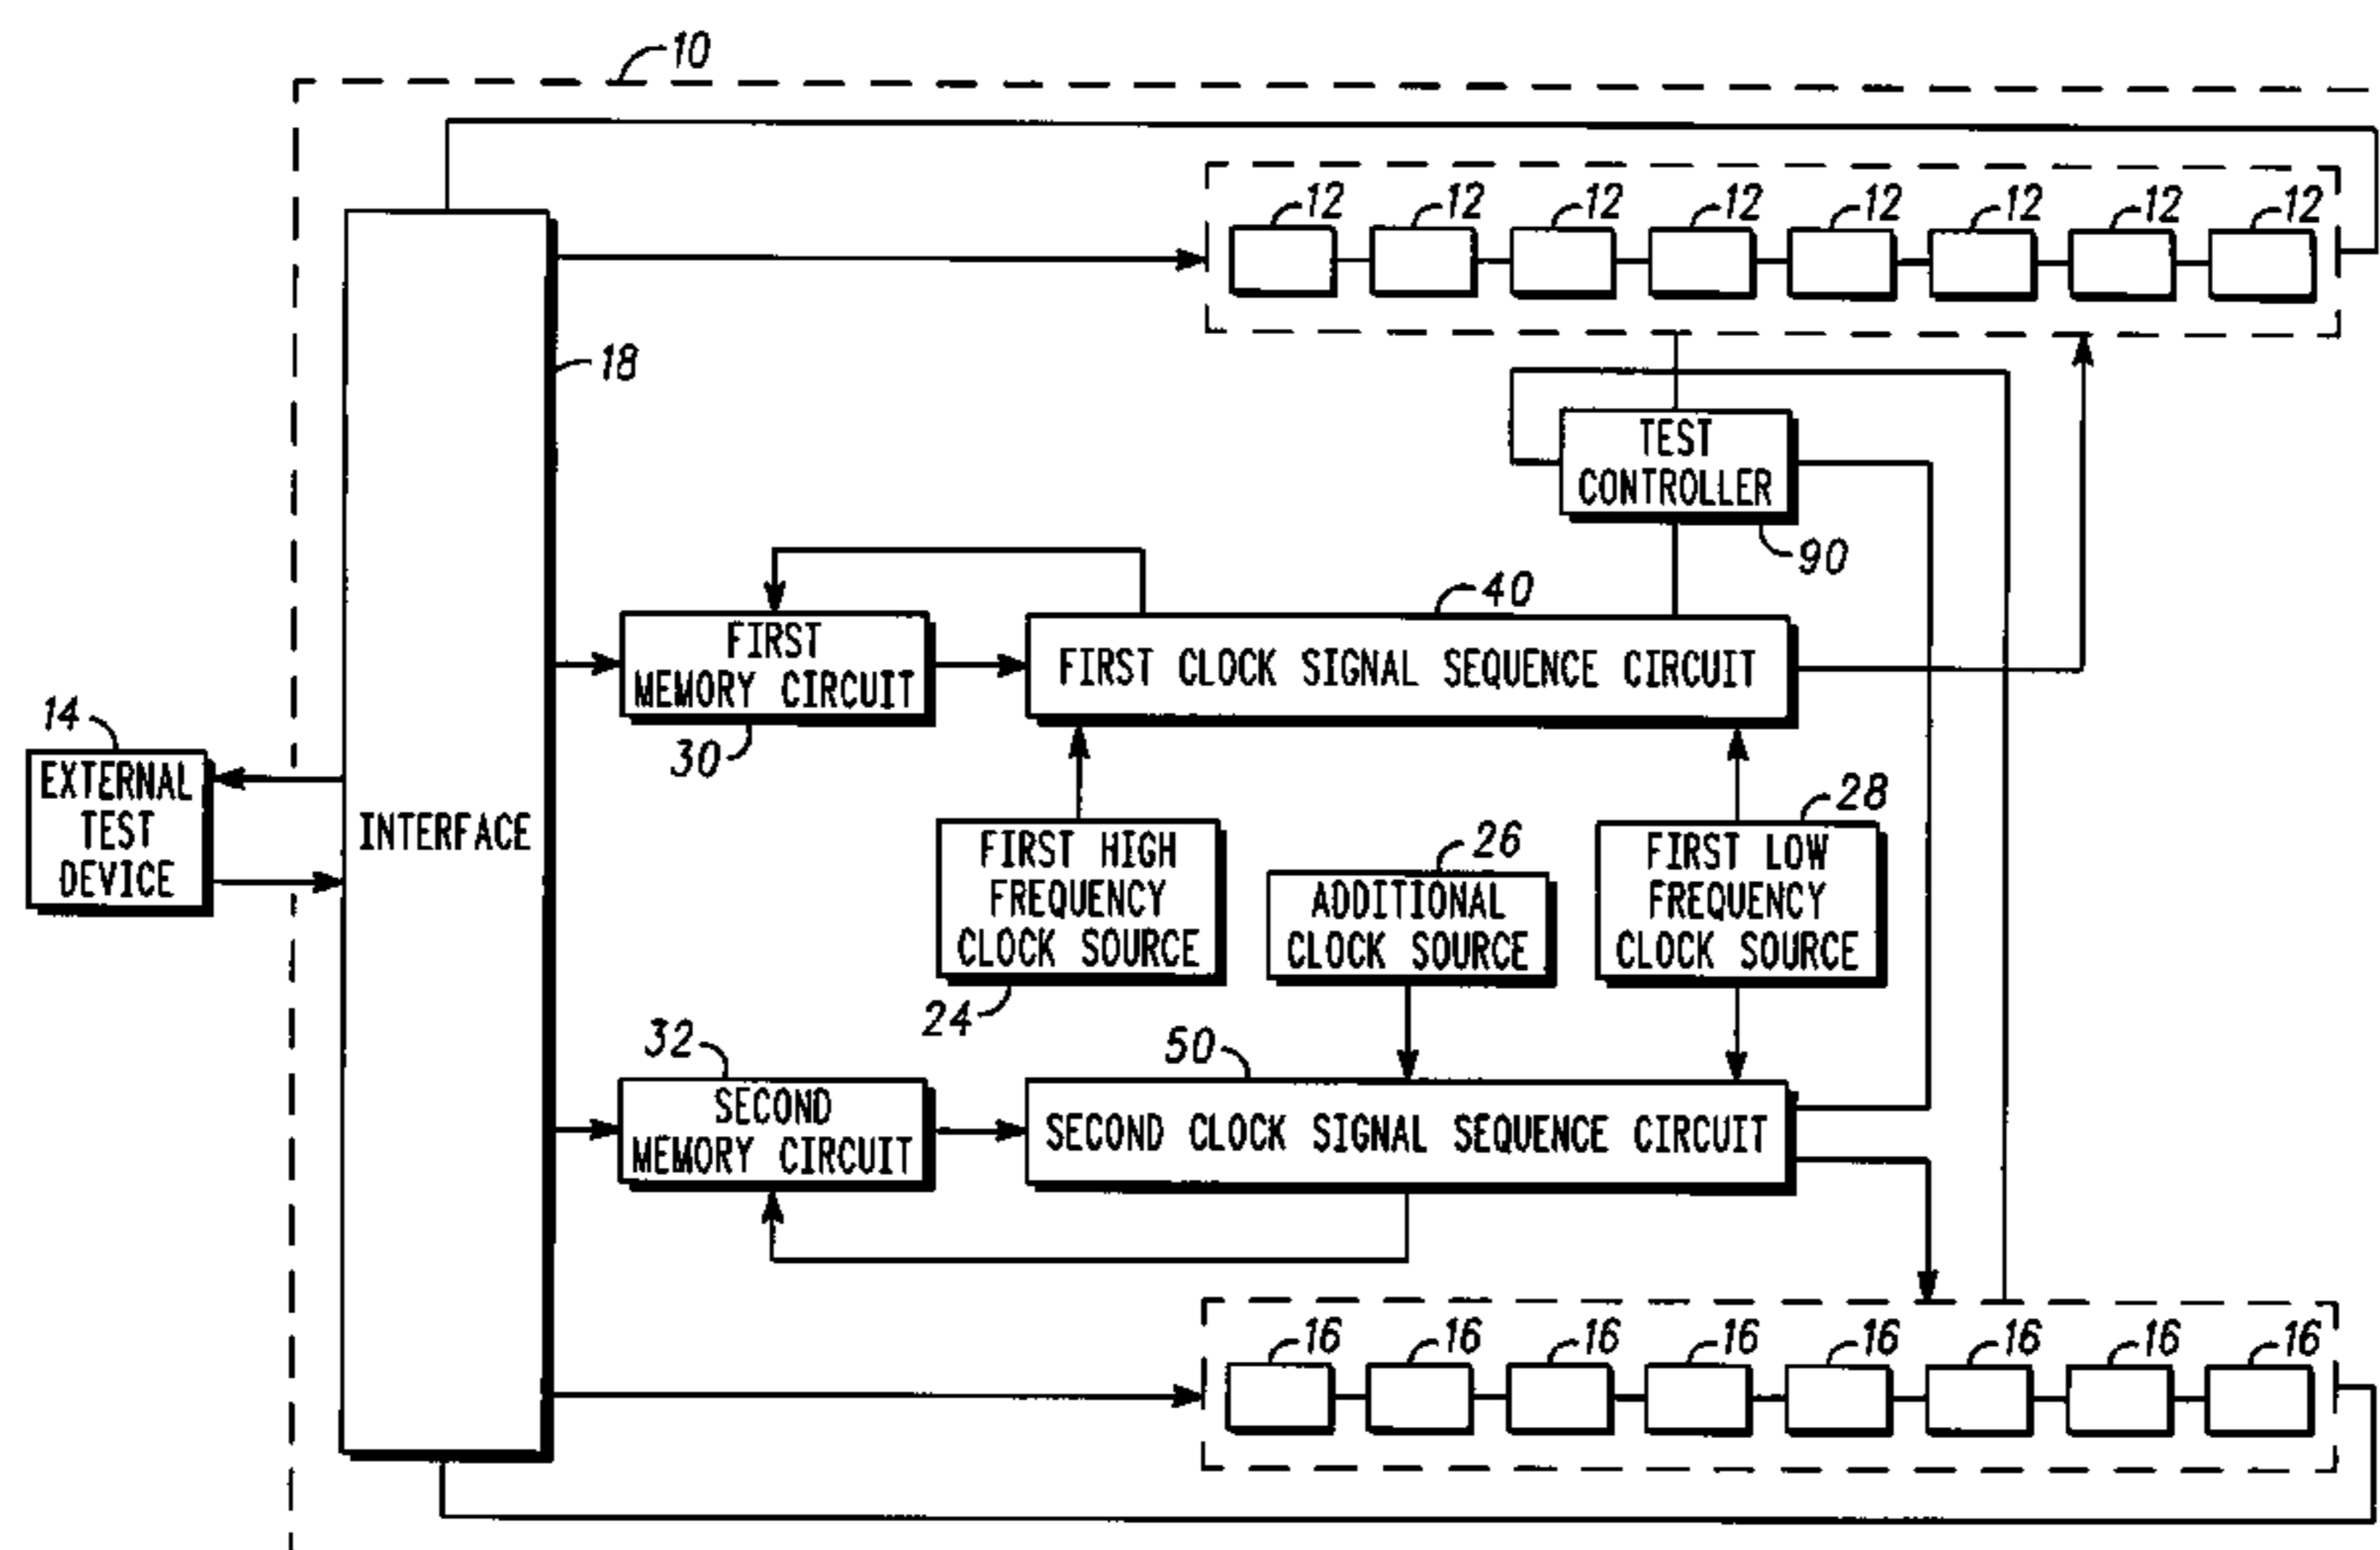 10
12 12 12 12 12 12 12 12
18
TEST
CONTROLLER
90
40
FIRST
MEMORY CIRCUIT
30
FIRST CLOCK SIGNAL SEQUENCE CIRCUIT
14
EXTERNAL
TEST
DEVICE
INTERFACE
FIRST HIGH
FREQUENCY
CLOCK SOURCE
24
26
ADDITIONAL
CLOCK SOURCE
28
FIRST LOW
FREQUENCY
CLOCK SOURCE
32
SECOND
MEMORY CIRCUIT
50
SECOND CLOCK SIGNAL SEQUENCE CIRCUIT
16 16 16 16 16 16 16 16